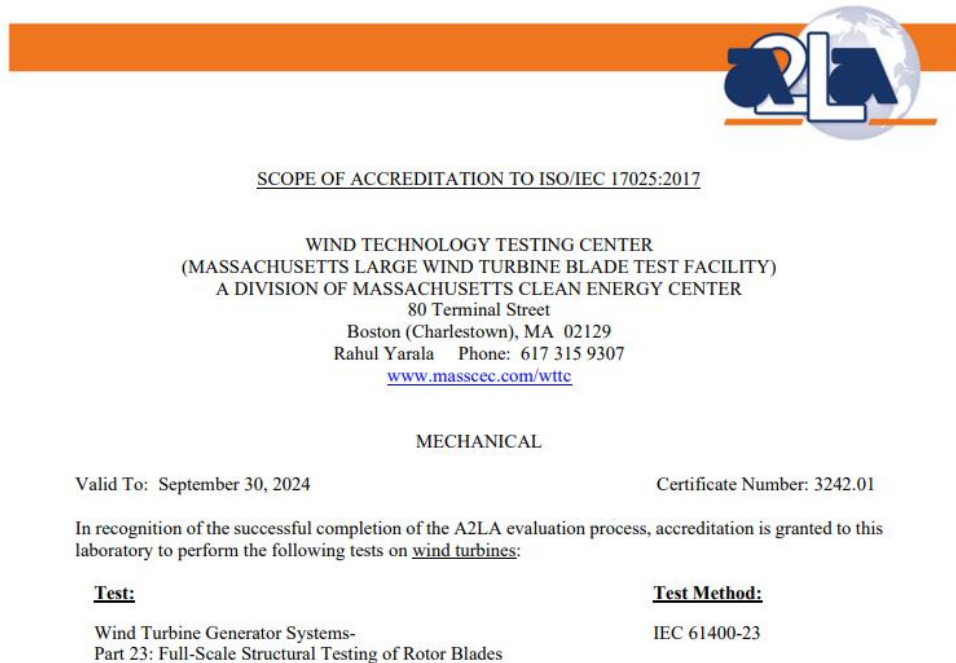 A2LA
SCOPE OF ACCREDITATION TO ISO/IEC 17025:2017
WIND TECHNOLOGY TESTING CENTER
(MASSACHUSETTS LARGE WIND TURBINE BLADE TEST FACILITY)
A DIVISION OF MASSACHUSETTS CLEAN ENERGY CENTER
80 Terminal Street
Boston (Charlestown), MA 02129
Rahul Yarala Phone: 617 315 9307
www.masscec.com/wttc
MECHANICAL
Valid To: September 30, 2024 Certificate Number: 3242.01
In recognition of the successful completion of the A2LA evaluation process, accreditation is granted to this
laboratory to perform the following tests on wind turbines:
Test: Test Method:
Wind Turbine Generator Systems- IEC 61400-23
Part 23: Full-Scale Structural Testing of Rotor Blades